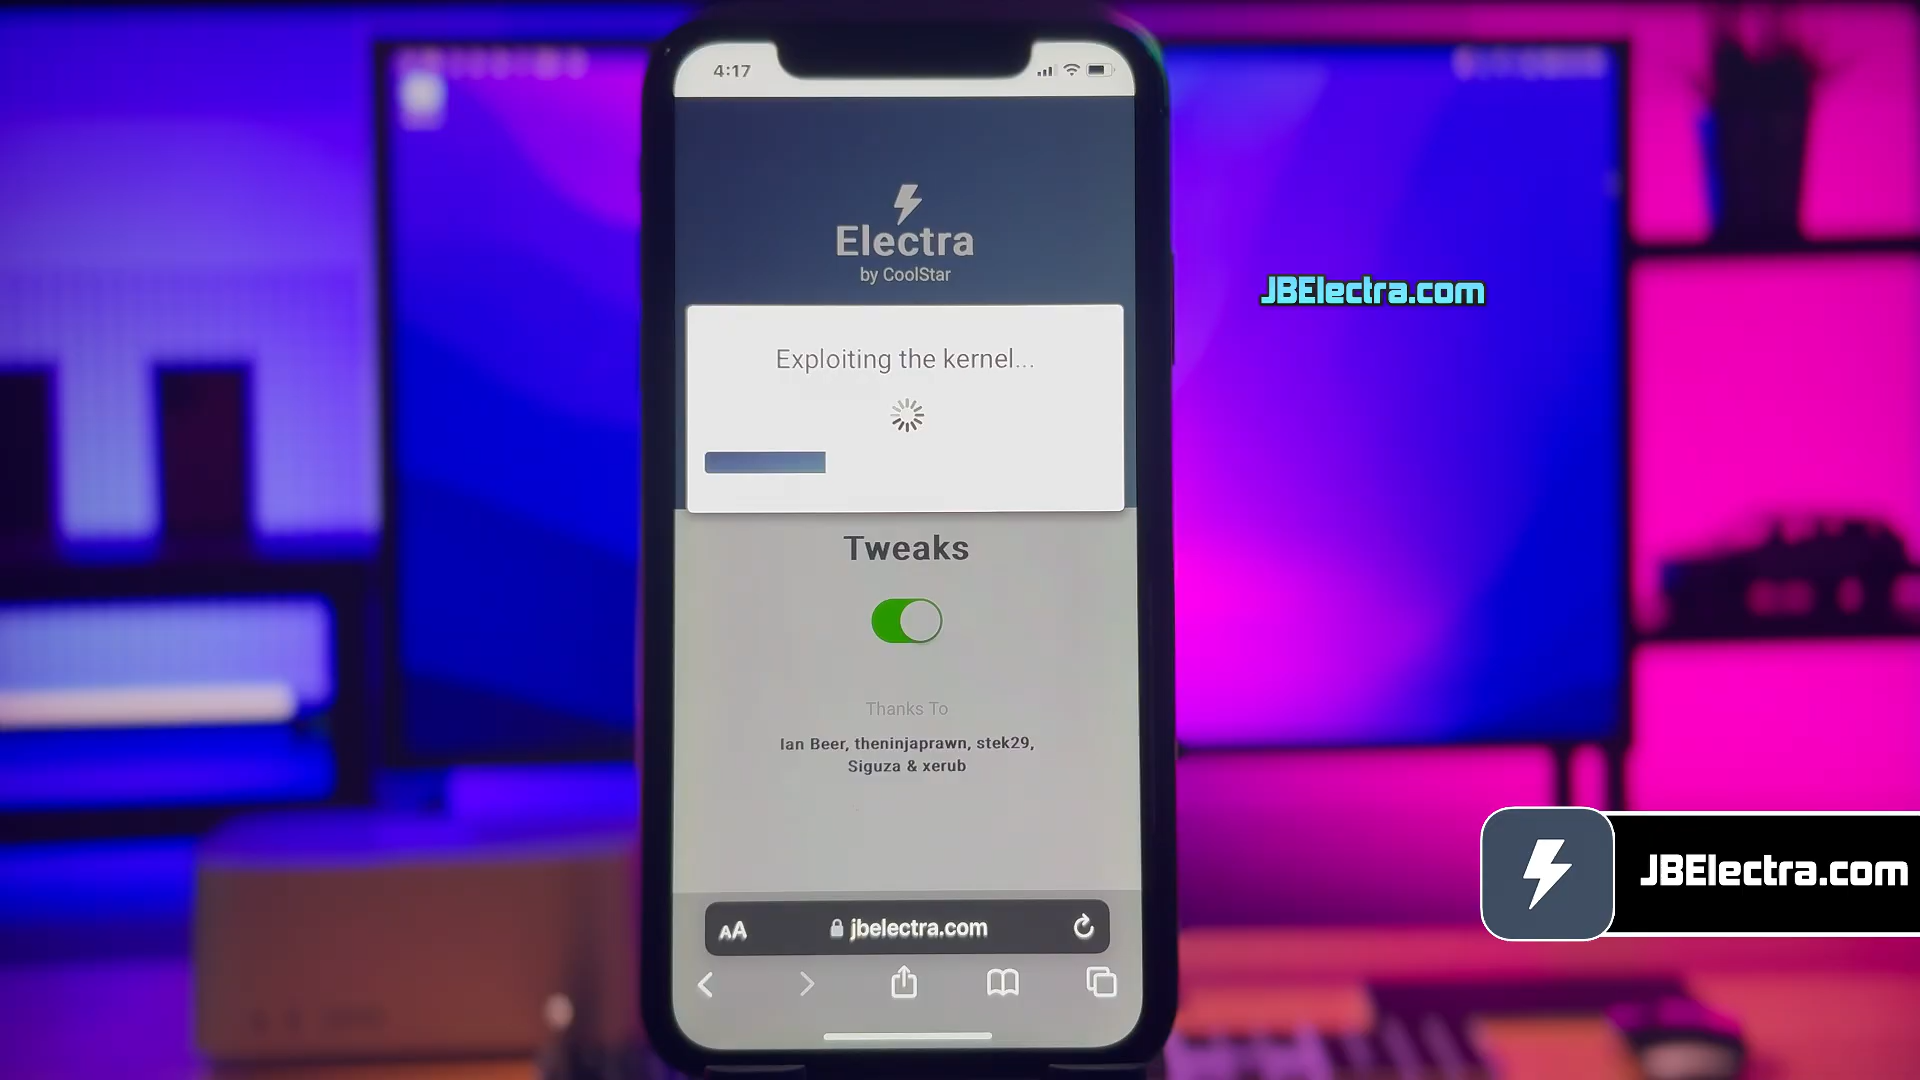 4:17
Electra
by CoolStar
JBElectra.com
Exploiting the kernel...
Tweaks
Thanks To
Ian Beer, theninjaprawn, stek29,
Siguza & xerub
JBElectra.com
AA
jbelectra.com